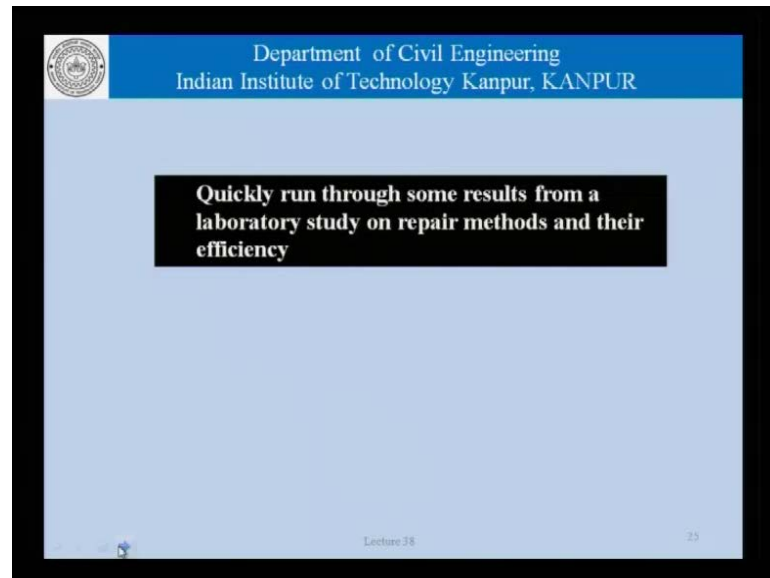 Department of Civil Engineering
Indian Institute of Technology Kanpur, KANPUR
Quickly run through some results from a
laboratory study on repair methods and their
efficiency
Lecture 38
25